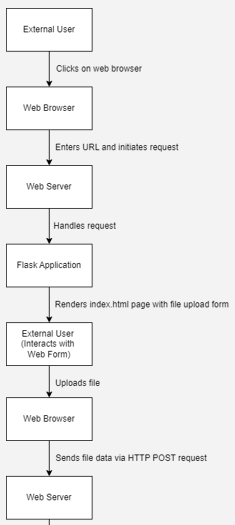 External User
Clicks on web browser
Web Browser
Enters URL and initiates request
Web Server
Handles request
Flask Application
Renders index.html page with file upload form
External User
(Interacts with
Web Form)
Uploads file
Web Browser
Sends file data via HTTP POST request
Web Server